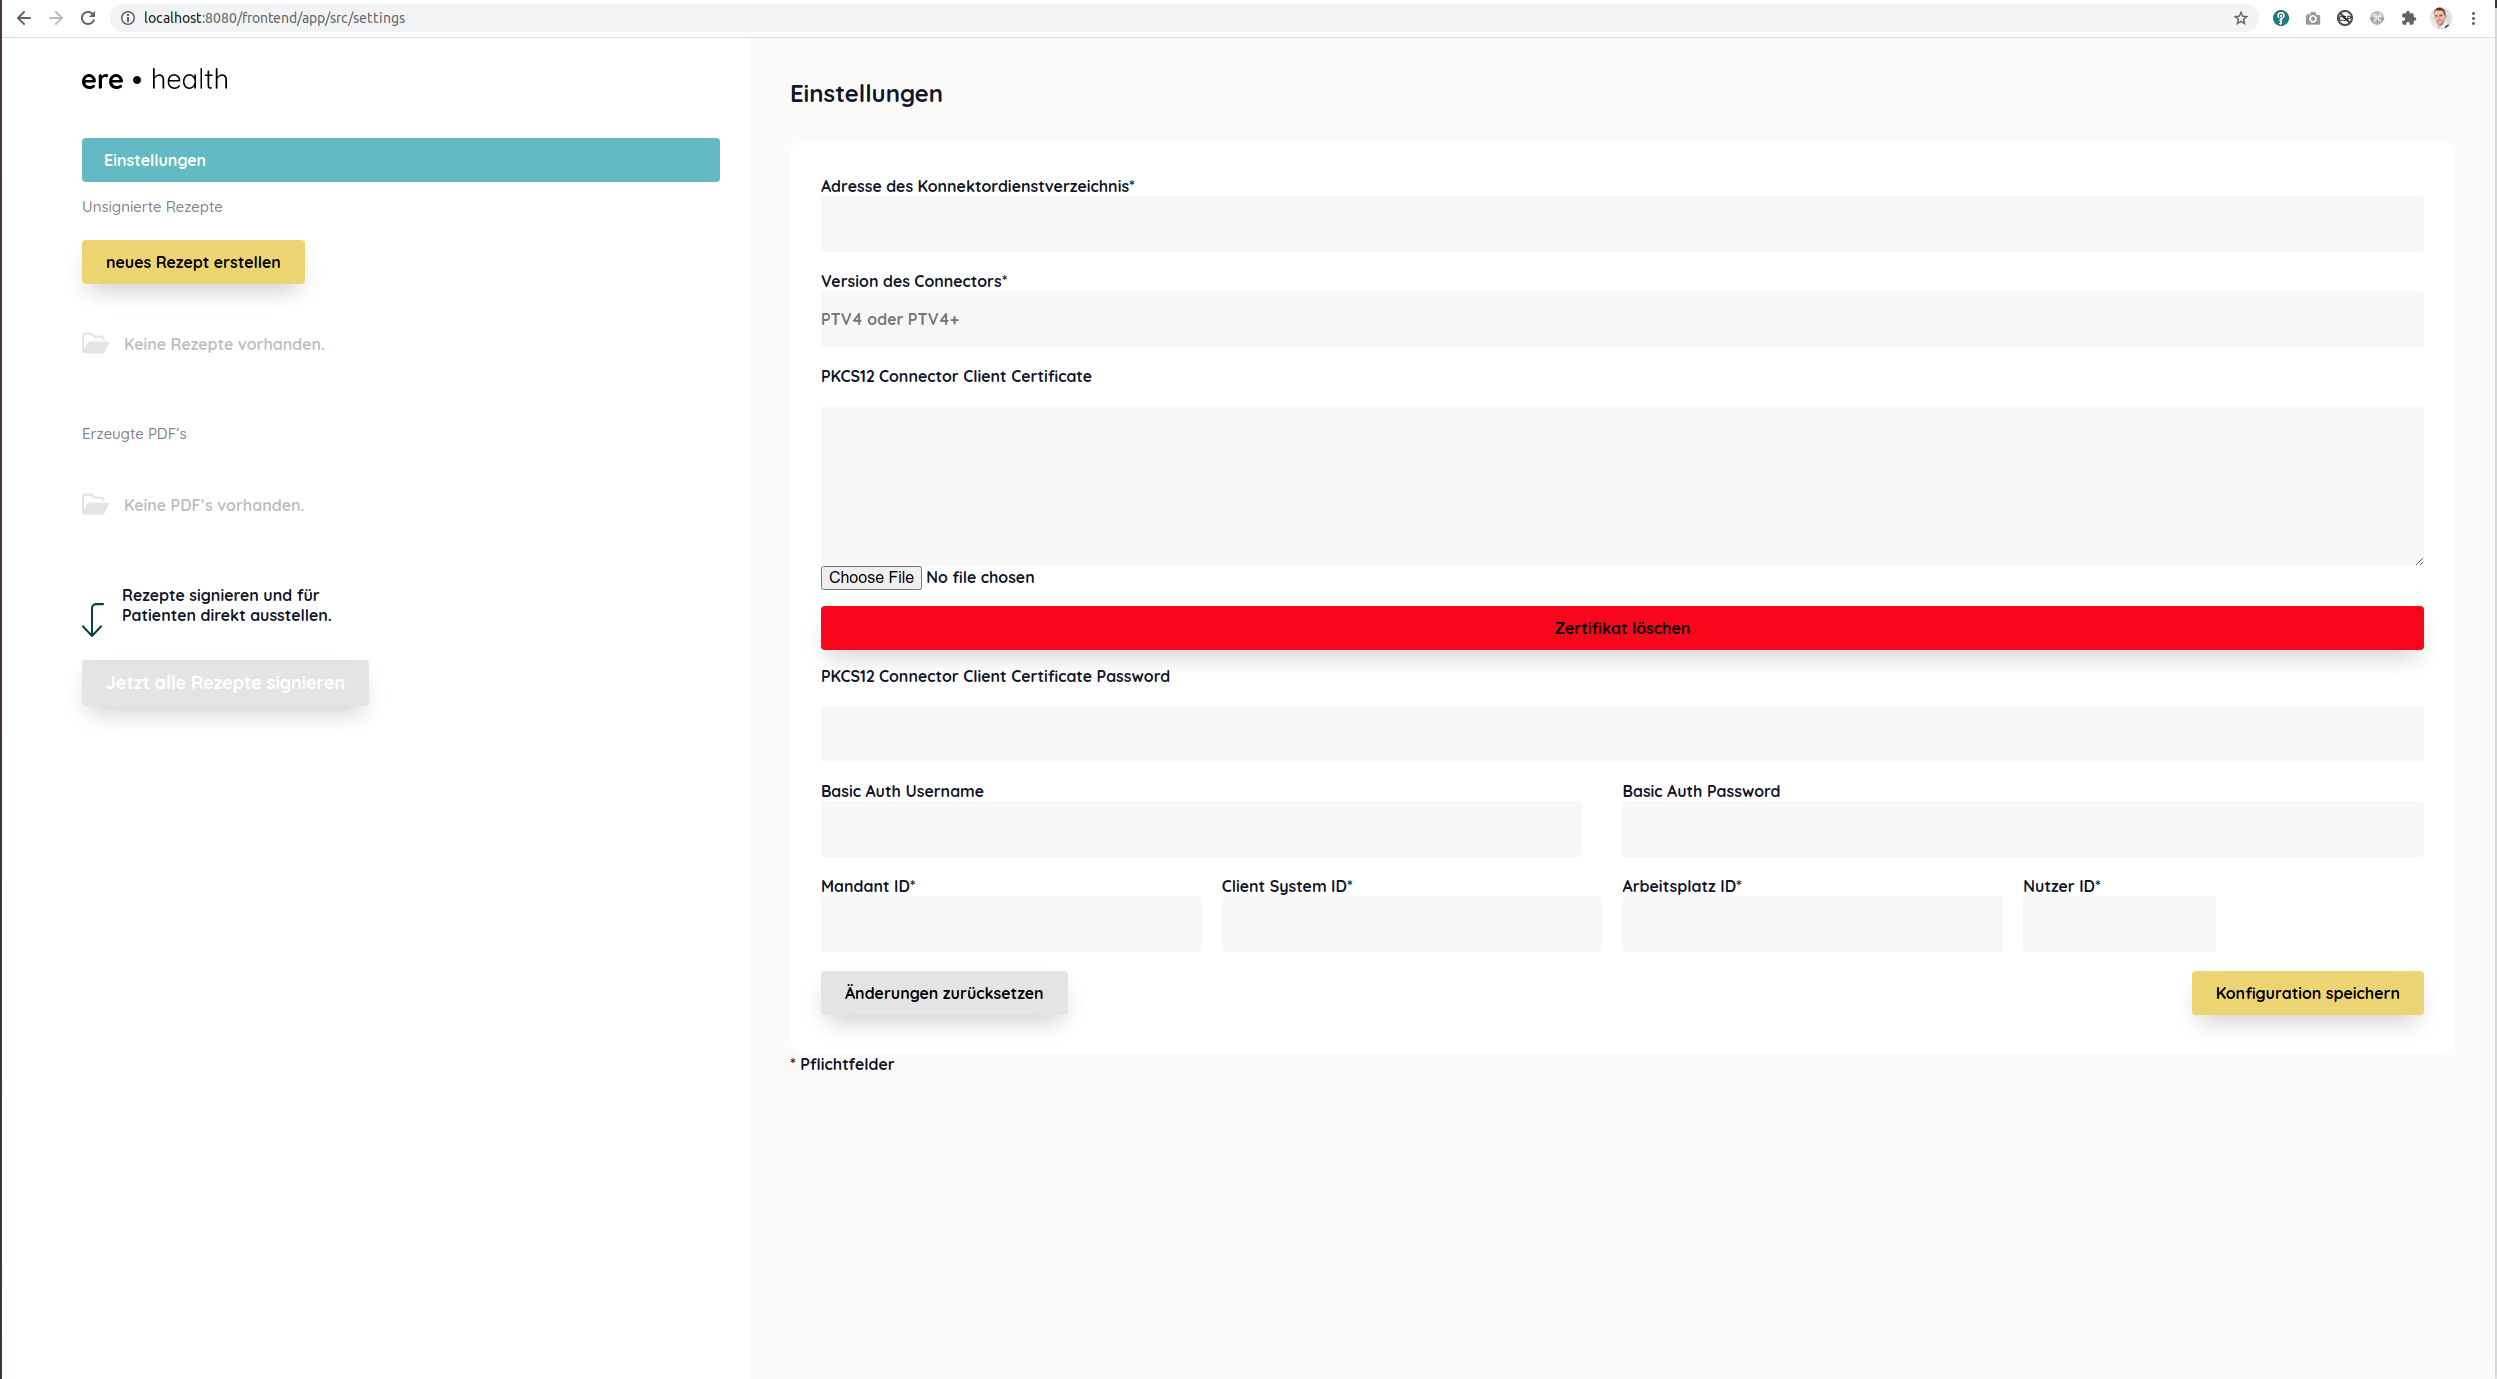 localhost:8080/frontend/app/src/settings
ere • health
Einstellungen
Unsignierte Rezepte
neues Rezept erstellen
Keine Rezepte vorhanden.
Erzeugte PDF's
Keine PDF's vorhanden.
Rezepte signieren und für
Patienten direkt ausstellen.
Jetzt alle Rezepte signieren
Einstellungen
Adresse des Konnektordienstverzeichnis*
Version des Connectors*
PTV4 oder PTV4+
PKCS12 Connector Client Certificate
Choose File No file chosen
Zertifikat löschen
PKCS12 Connector Client Certificate Password
Basic Auth Username
Basic Auth Password
Mandant ID*
Client System ID*
Arbeitsplatz ID*
Nutzer ID*
Änderungen zurücksetzen
Konfiguration speichern
* Pflichtfelder